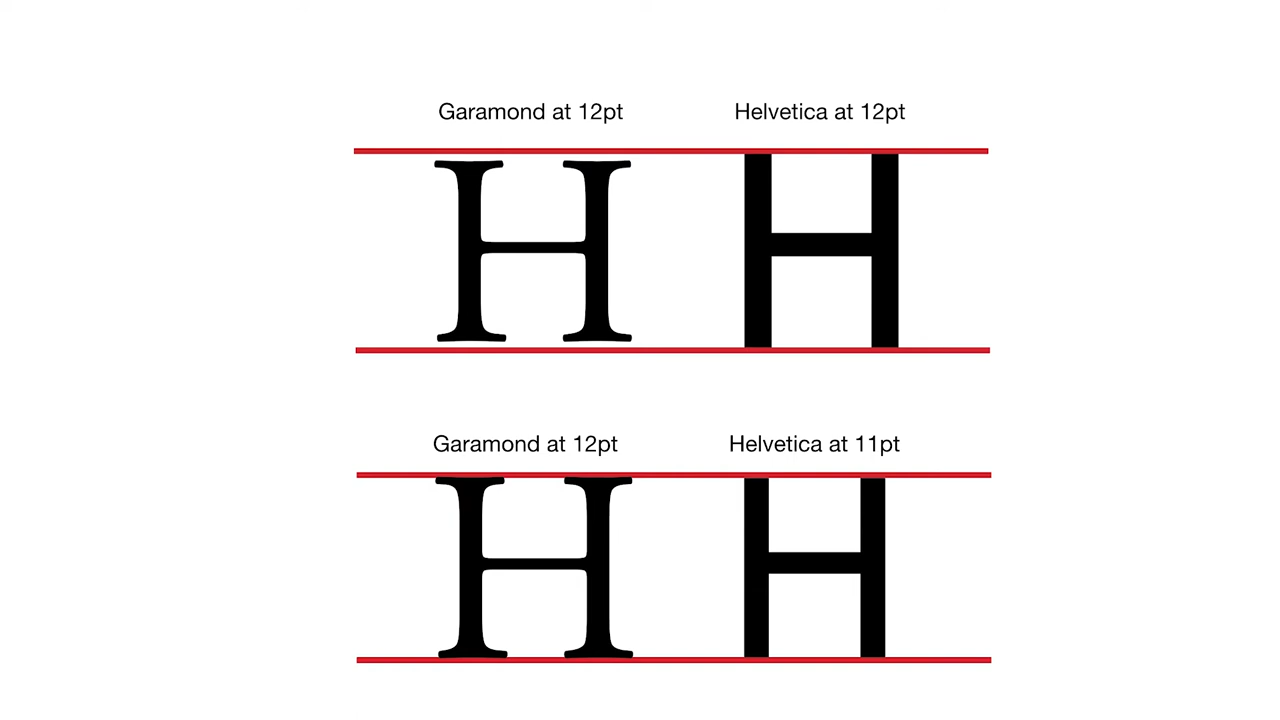 Garamond at 12pt Helvetica at 12pt
H H
Garamond at 12pt Helvetica at 11pt
H H